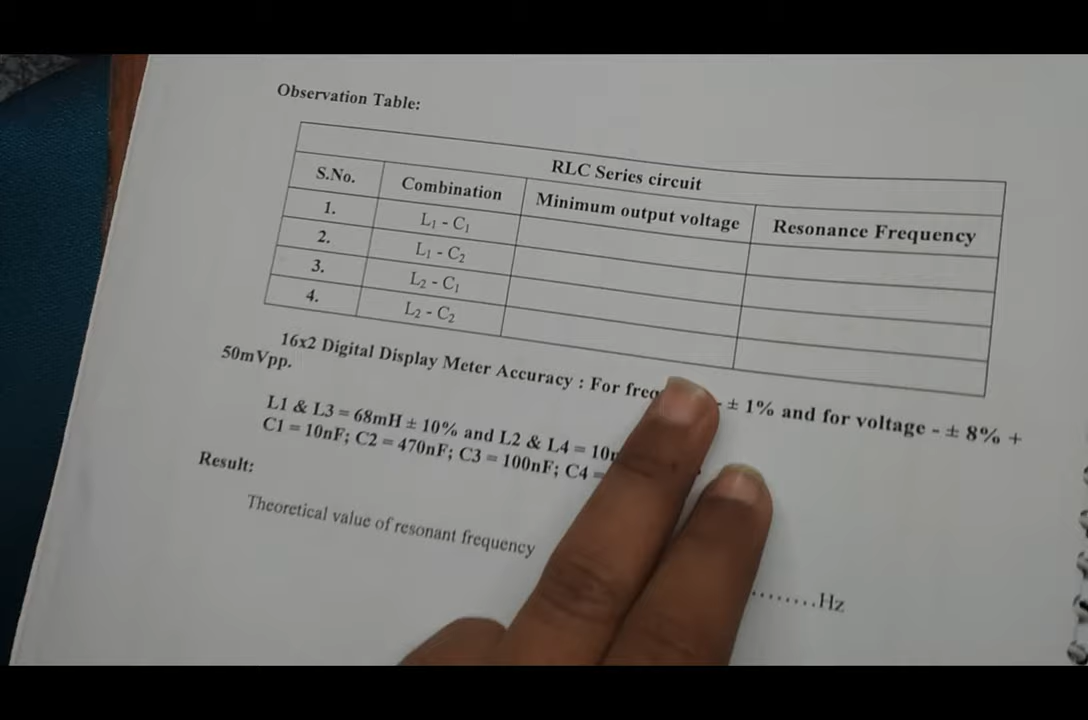 Observation Table:
RLC Series circuit
S.No. Combination Minimum output voltage Resonance Frequency
1. L₁ - C₁
2. L₁ - C₂
3. L₂ - C₁
4. L₂ - C₂
16x2 Digital Display Meter Accuracy : For - ± 1% and for voltage - ± 8% +
50mVpp.
L1 & L3 = 68mH ± 10% and L2 & L4 =
C1 = 10nF; C2 = 470nF; C3 = 100nF; C4 =
Result:
Theoretical value of resonant frequency
.........Hz